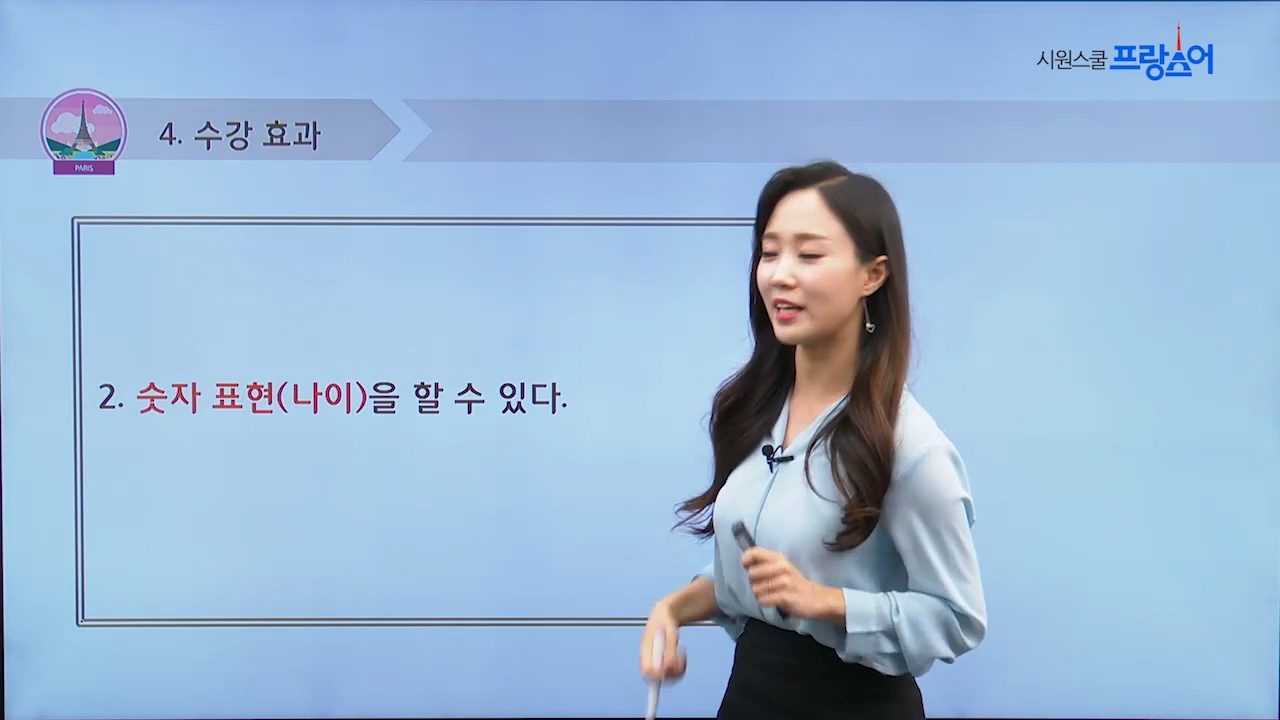 시원스쿨 프랑스어
4. 수강 효과
PARIS
2. 숫자 표현(나이)을 할 수 있다.